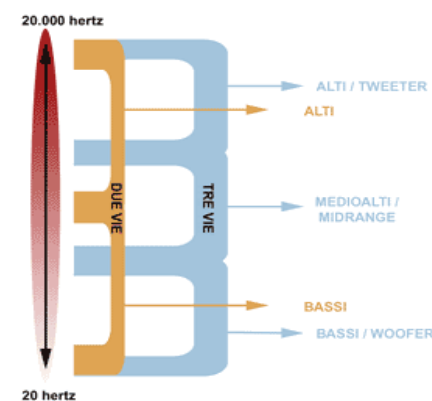 20.000 hertz
ALTI / TWEETER
ALTI
DUE VIE
TRE VIE
MEDIOALTI /
MIDRANGE
BASSI
BASSI / WOOFER
20 hertz